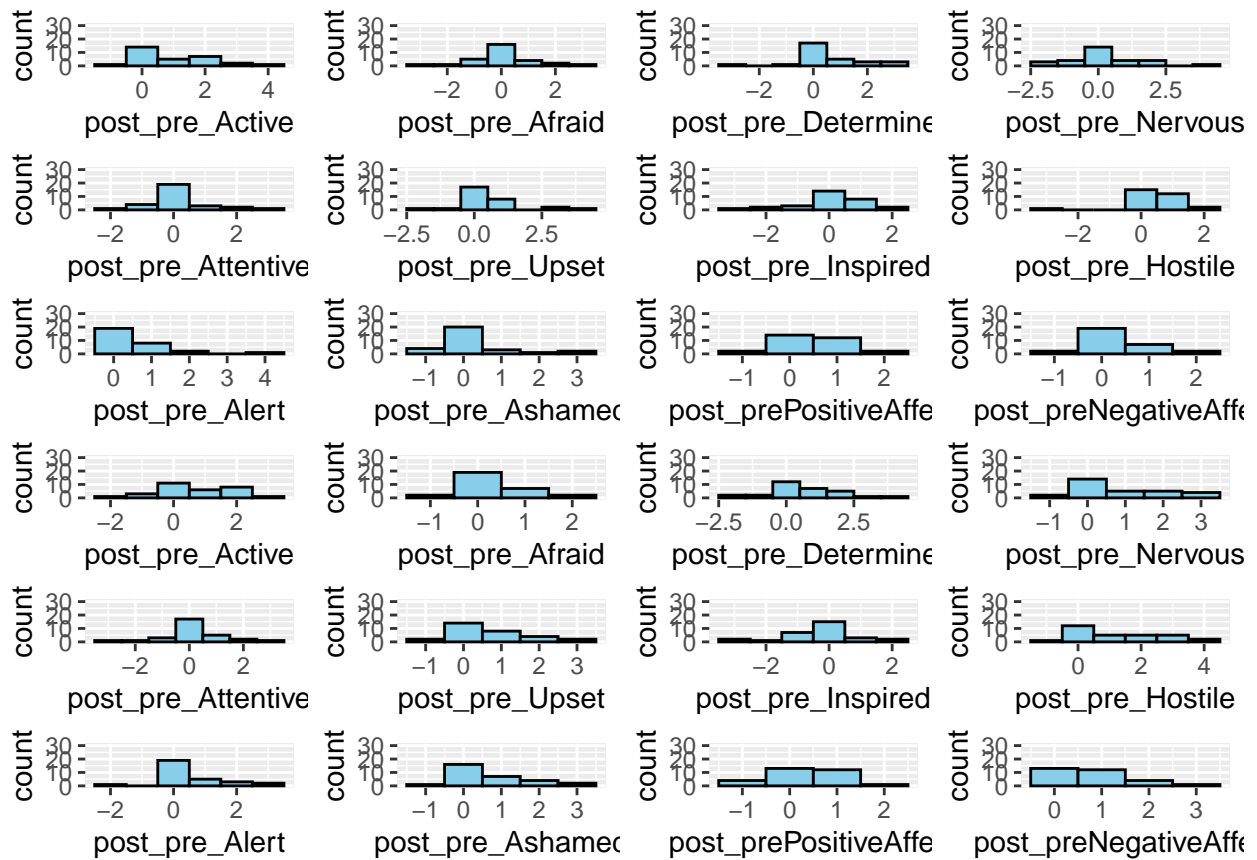 count 30 20 10 0 count 30 20 10 0 count 30 20 10 0 count 30 20 10 0
0 2 4 −2 0 2 −2 0 2 −2.5 0.0 2.5
post_pre_Active post_pre_Afraid post_pre_Determine post_pre_Nervous
count 30 20 10 0 count 30 20 10 0 count 30 20 10 0 count 30 20 10 0
−2 0 2 −2.5 0.0 2.5 −2 0 2 −2 0 2
post_pre_Attentive post_pre_Upset post_pre_Inspired post_pre_Hostile
count 30 20 10 0 count 30 20 10 0 count 30 20 10 0 count 30 20 10 0
0 1 2 3 4 −1 0 1 2 3 −1 0 1 2 −1 0 1 2
post_pre_Alert post_pre_Ashamed post_prePositiveAffe post_preNegativeAffe
count 30 20 10 0 count 30 20 10 0 count 30 20 10 0 count 30 20 10 0
−2 0 2 −1 0 1 2 −2.5 0.0 2.5 −1 0 1 2 3
post_pre_Active post_pre_Afraid post_pre_Determine post_pre_Nervous
count 30 20 10 0 count 30 20 10 0 count 30 20 10 0 count 30 20 10 0
−2 0 2 −1 0 1 2 3 −2 0 2 0 2 4
post_pre_Attentive post_pre_Upset post_pre_Inspired post_pre_Hostile
count 30 20 10 0 count 30 20 10 0 count 30 20 10 0 count 30 20 10 0
−2 0 2 −1 0 1 2 3 −1 0 1 2 0 1 2 3
post_pre_Alert post_pre_Ashamed post_prePositiveAffe post_preNegativeAffe